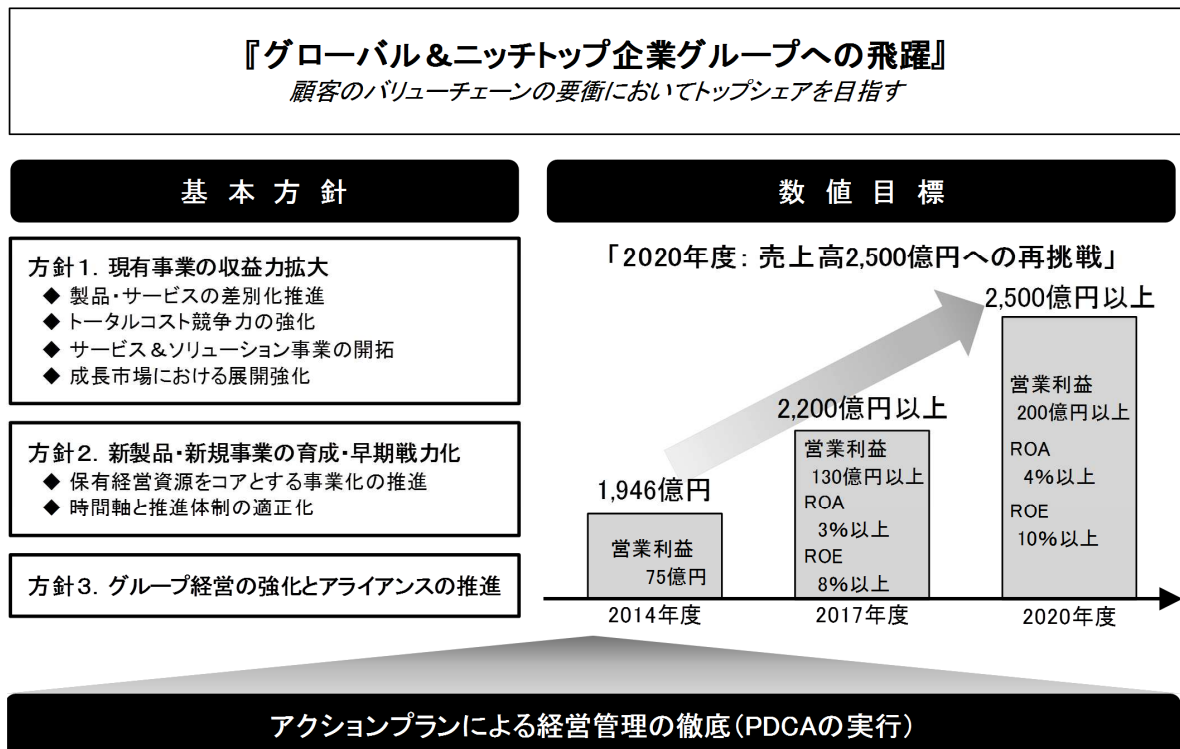 『グローバル＆ニッチトップ企業グループへの飛躍』
顧客のバリューチェーンの要衝においてトップシェアを目指す
基本方針
方針１．現有事業の収益力拡大
◆ 製品・サービスの差別化推進
◆ トータルコスト競争力の強化
◆ サービス＆ソリューション事業の開拓
◆ 成長市場における展開強化
方針２．新製品・新規事業の育成・早期戦力化
◆ 保有経営資源をコアとする事業化の推進
◆ 時間軸と推進体制の適正化
方針３．グループ経営の強化とアライアンスの推進
数値目標
「2020年度：売上高2,500億円への再挑戦」
1,946億円
営業利益
75億円
2014年度
2,200億円以上
営業利益
130億円以上
ROA
3%以上
ROE
8%以上
2017年度
2,500億円以上
営業利益
200億円以上
ROA
4%以上
ROE
10%以上
2020年度
アクションプランによる経営管理の徹底（PDCAの実行）